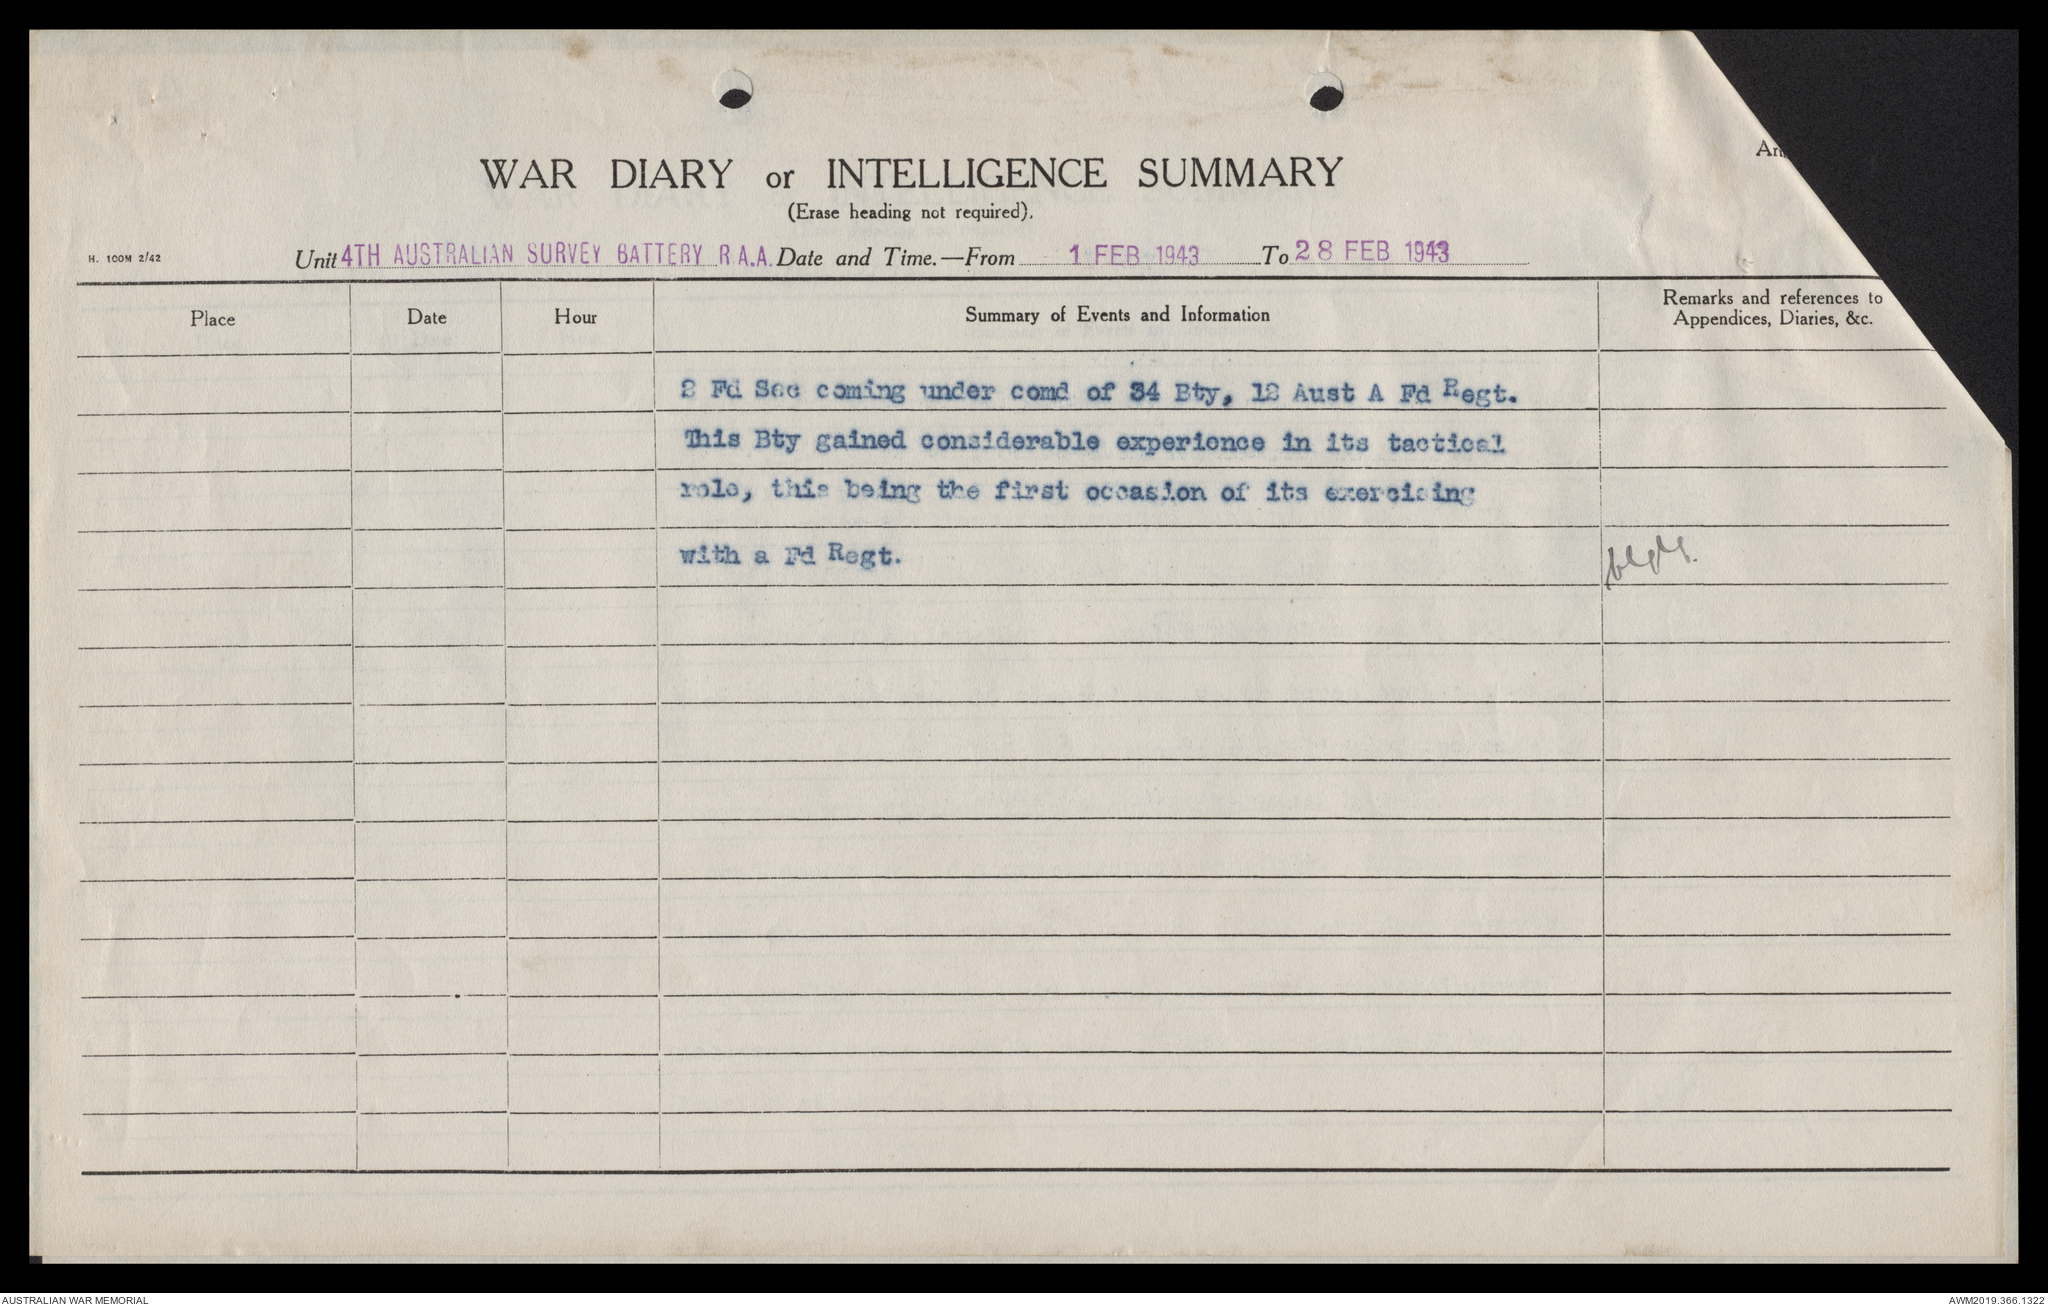 WAR DIARY or INTELLIGENCE SUMMARY
(Erase heading not required).
H. 100M 2/42
Unit 4TH AUSTRALIAN SURVEY BATTERY R.A.A. Date and Time.—From 1 FEB 1943 To 28 FEB 1943
Place Date Hour Summary of Events and Information Remarks and references to
Appendices, Diaries, &c.
2 Fd Sec coming under comd of 34 Bty, 12 Aust A Fd Regt.
This Bty gained considerable experience in its tactical
role, this being the first occasion of its exercising
with a Fd Regt.
AUSTRALIAN WAR MEMORIAL
AWM2019.366.1322